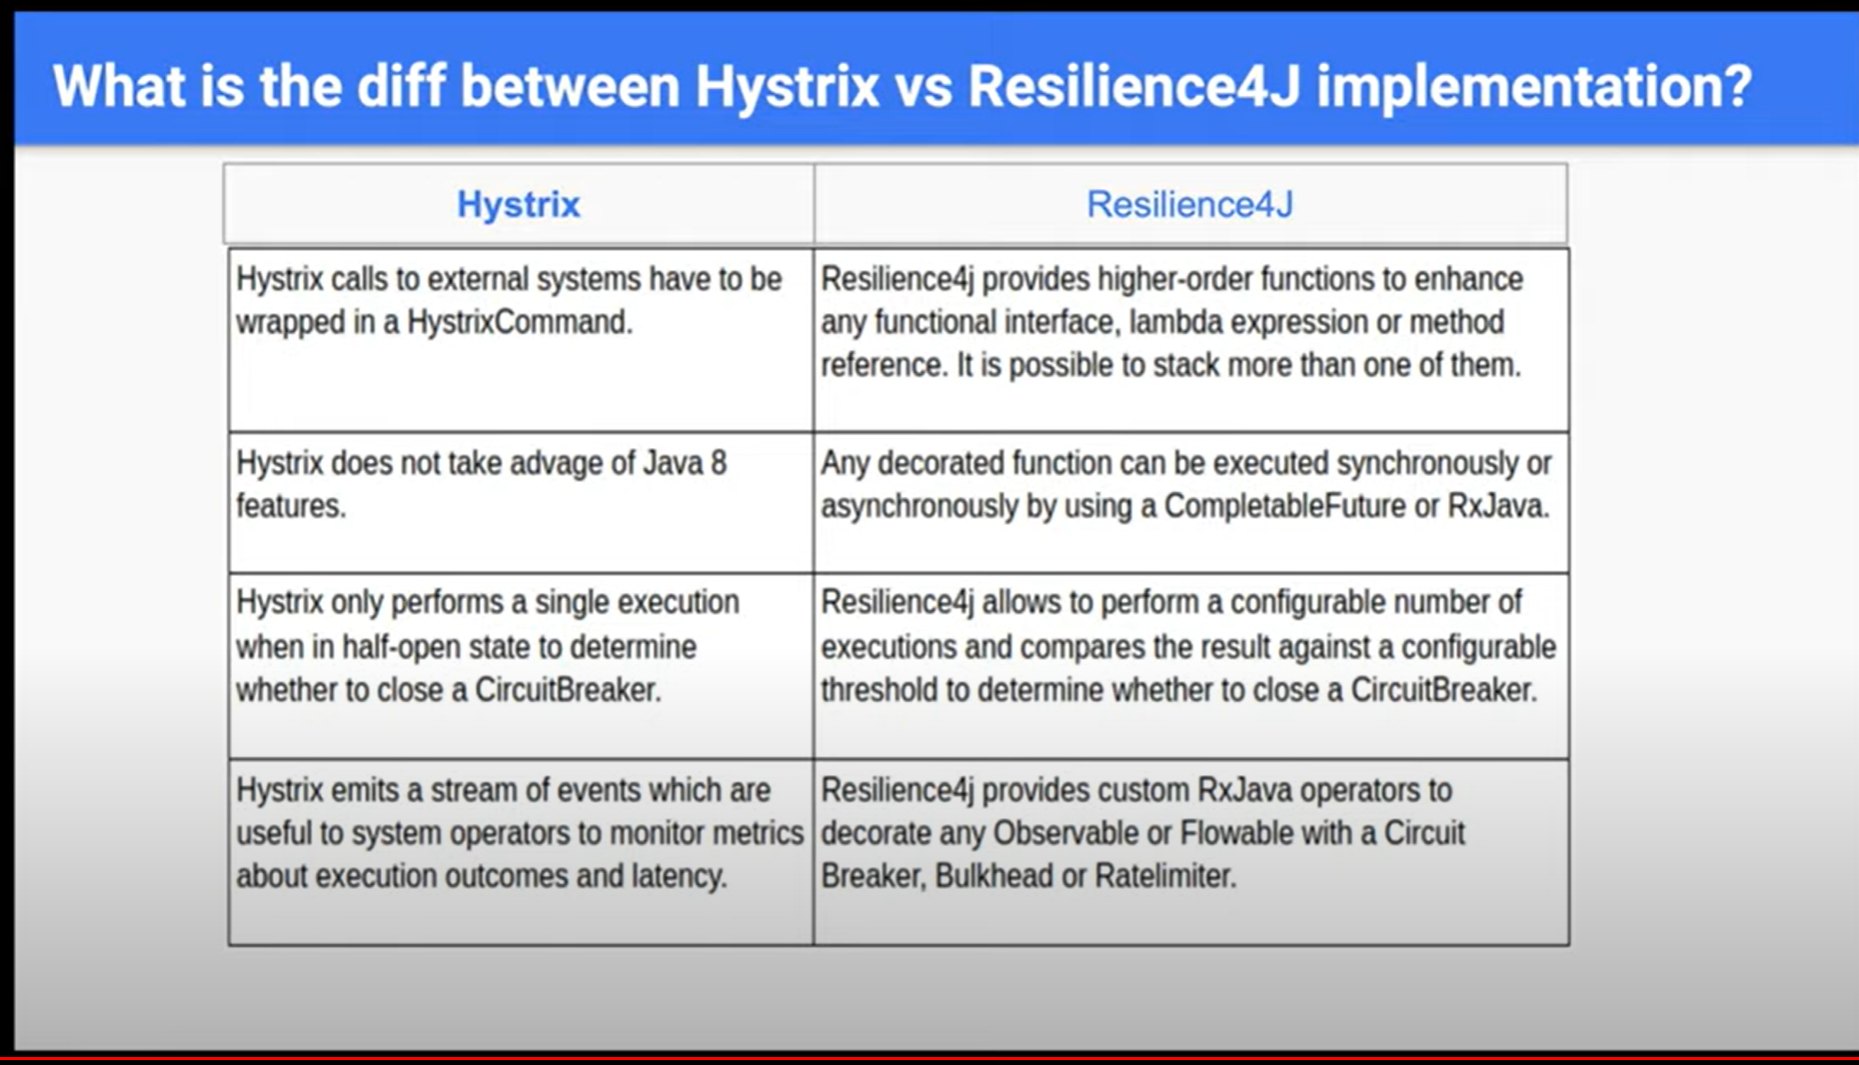 What is the diff between Hystrix vs Resilience4J implementation?
Hystrix
Resilience4J
Hystrix calls to external systems have to be
wrapped in a HystrixCommand.
Resilience4j provides higher-order functions to enhance
any functional interface, lambda expression or method
reference. It is possible to stack more than one of them.
Hystrix does not take advage of Java 8
features.
Any decorated function can be executed synchronously or
asynchronously by using a CompletableFuture or RxJava.
Hystrix only performs a single execution
when in half-open state to determine
whether to close a CircuitBreaker.
Resilience4j allows to perform a configurable number of
executions and compares the result against a configurable
threshold to determine whether to close a CircuitBreaker.
Hystrix emits a stream of events which are
useful to system operators to monitor metrics
about execution outcomes and latency.
Resilience4j provides custom RxJava operators to
decorate any Observable or Flowable with a Circuit
Breaker, Bulkhead or Ratelimiter.